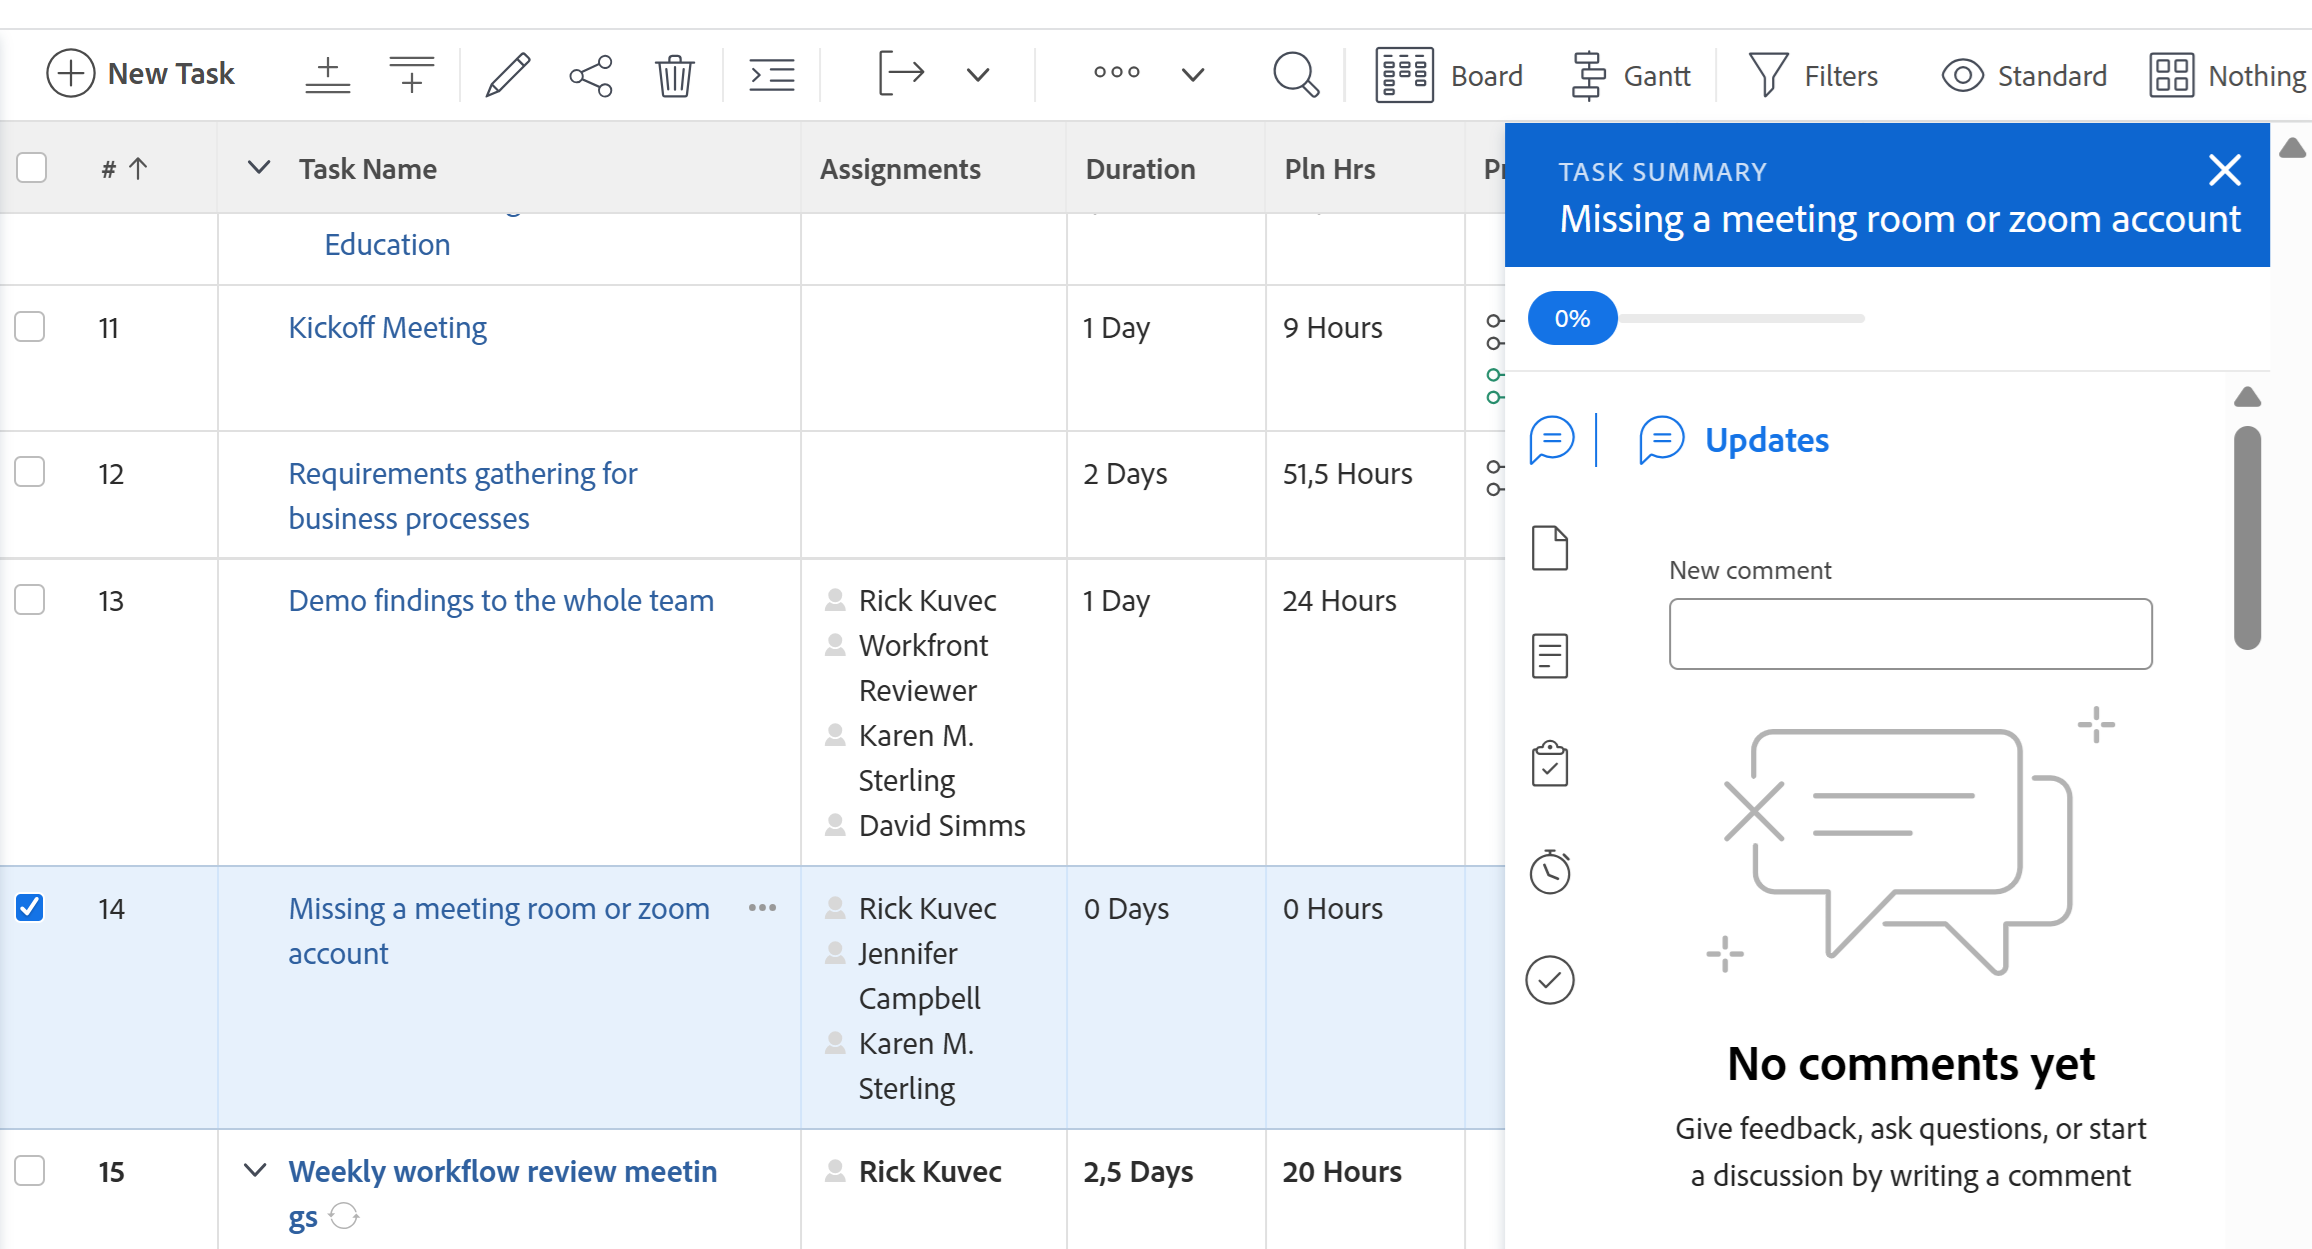 New Task
Board
Gantt
Filters
Standard
Nothing
#
Task Name
Assignments
Duration
Pln Hrs
TASK SUMMARY
Missing a meeting room or zoom account
Education
0%
11
Kickoff Meeting
1 Day
9 Hours
12
Requirements gathering for
business processes
2 Days
51,5 Hours
13
Demo findings to the whole team
Rick Kuvec
Workfront
Reviewer
Karen M.
Sterling
David Simms
1 Day
24 Hours
14
Missing a meeting room or zoom
account
Rick Kuvec
Jennifer
Campbell
Karen M.
Sterling
0 Days
0 Hours
15
Weekly workflow review meetin
gs
Rick Kuvec
2,5 Days
20 Hours
Updates
New comment
No comments yet
Give feedback, ask questions, or start
a discussion by writing a comment